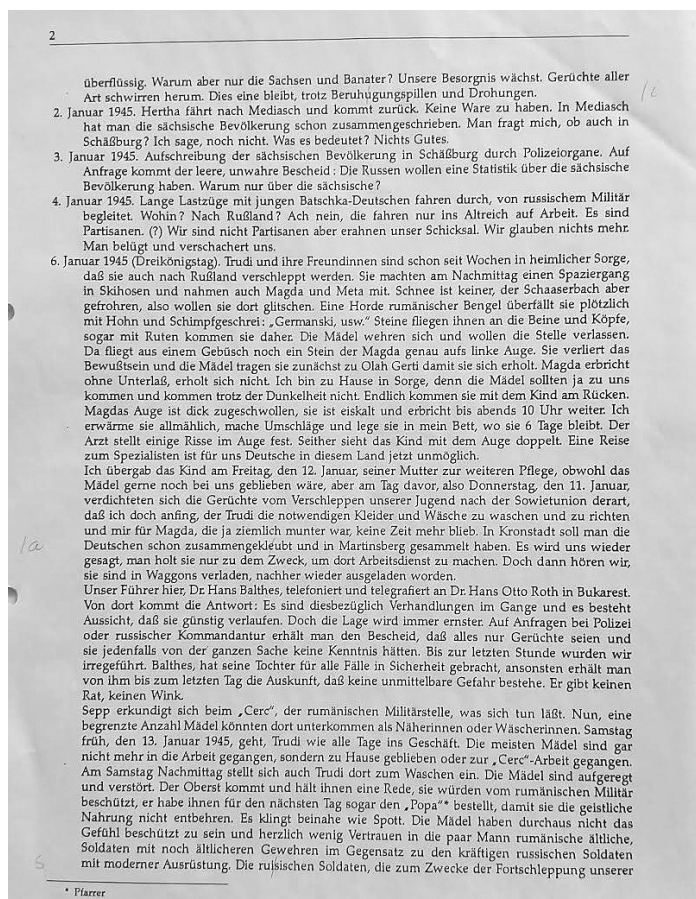 2
überflüssig. Warum aber nur die Sachsen und Banater? Unsere Besorgnis wächst. Gerüchte aller
Art schwirren herum. Dies eine bleibt, trotz Beruhugungspillen und Drohungen.
2. Januar 1945. Hertha fährt nach Mediasch und kommt zurück. Keine Ware zu haben. In Mediasch
hat man die sächsische Bevölkerung schon zusammengeschrieben. Man fragt mich, ob auch in
Schäßburg? Ich sage, noch nicht. Was es bedeutet? Nichts Gutes.
3. Januar 1945. Aufschreibung der sächsischen Bevölkerung in Schäßburg durch Polizeiorgane. Auf
Anfrage kommt der leere, unwahre Bescheid: Die Russen wollen eine Statistik über die sächsische
Bevölkerung haben. Warum nur über die sächsische?
4. Januar 1945. Lange Lastzüge mit jungen Batschka-Deutschen fahren durch, von russischem Militär
begleitet. Wohin? Nach Rußland? Ach nein, die fahren nur ins Altreich auf Arbeit. Es sind
Partisanen. (?) Wir sind nicht Partisanen aber erahnen unser Schicksal. Wir glauben nichts mehr.
Man belügt und verschachert uns.
6. Januar 1945 (Dreikönigstag). Trudi und ihre Freundinnen sind schon seit Wochen in heimlicher Sorge,
daß sie auch nach Rußland verschleppt werden. Sie machten am Nachmittag einen Spaziergang
in Skihosen und nahmen auch Magda und Meta mit. Schnee ist keiner, der Schaaserbach aber
gefrohren, also wollen sie dort glitschen. Eine Horde rumänischer Bengel überfällt sie plötzlich
mit Hohn und Schimpfgeschrei: „Germanski, usw.“ Steine fliegen ihnen an die Beine und Köpfe,
sogar mit Ruten kommen sie daher. Die Mädel wehren sich und wollen die Stelle verlassen.
Da fliegt aus einem Gebüsch noch ein Stein der Magda genau aufs linke Auge. Sie verliert das
Bewußtsein und die Mädel tragen sie zunächst zu Olah Gerti damit sie sich erholt. Magda erbricht
ohne Unterlaß, erholt sich nicht. Ich bin zu Hause in Sorge, denn die Mädel sollten ja zu uns
kommen und kommen trotz der Dunkelheit nicht. Endlich kommen sie mit dem Kind am Rücken.
Magdas Auge ist dick zugeschwollen, sie ist eiskalt und erbricht bis abends 10 Uhr weiter. Ich
erwärme sie allmählich, mache Umschläge und lege sie in mein Bett, wo sie 6 Tage bleibt. Der
Arzt stellt einige Risse im Auge fest. Seither sieht das Kind mit dem Auge doppelt. Eine Reise
zum Spezialisten ist für uns Deutsche in diesem Land jetzt unmöglich.
Ich übergab das Kind am Freitag, den 12. Januar, seiner Mutter zur weiteren Pflege, obwohl das
Mädel gerne noch bei uns geblieben wäre, aber am Tag davor, also Donnerstag, den 11. Januar,
verdichteten sich die Gerüchte vom Verschleppen unserer Jugend nach der Sowietunion derart,
daß ich doch anfing, der Trudi die notwendigen Kleider und Wäsche zu waschen und zu richten
und mir für Magda, die ja ziemlich munter war, keine Zeit mehr blieb. In Kronstadt soll man die
Deutschen schon zusammengekleubt und in Martinsberg gesammelt haben. Es wird uns wieder
gesagt, man holt sie nur zu dem Zweck, um dort Arbeitsdienst zu machen. Doch dann hören wir,
sie sind in Waggons verladen, nachher wieder ausgeladen worden.
Unser Führer hier, Dr. Hans Balthes, telefoniert und telegrafiert an Dr. Hans Otto Roth in Bukarest.
Von dort kommt die Antwort: Es sind diesbezüglich Verhandlungen im Gange und es besteht
Aussicht, daß sie günstig verlaufen. Doch die Lage wird immer ernster. Auf Anfragen bei Polizei
oder russischer Kommandantur erhält man den Bescheid, daß alles nur Gerüchte seien und
sie jedenfalls von der ganzen Sache keine Kenntnis hätten. Bis zur letzten Stunde wurden wir
irregeführt. Balthes, hat seine Tochter für alle Fälle in Sicherheit gebracht, ansonsten erhält man
von ihm bis zum letzten Tag die Auskunft, daß keine unmittelbare Gefahr bestehe. Er gibt keinen
Rat, keinen Wink.
Sepp erkundigt sich beim „Cerc“, der rumänischen Militärstelle, was sich tun läßt. Nun, eine
begrenzte Anzahl Mädel könnten dort unterkommen als Näherinnen oder Wäscherinnen. Samstag
früh, den 13. Januar 1945, geht, Trudi wie alle Tage ins Geschäft. Die meisten Mädel sind gar
nicht mehr in die Arbeit gegangen, sondern zu Hause geblieben oder zur „Cerc“-Arbeit gegangen.
Am Samstag Nachmittag stellt sich auch Trudi dort zum Waschen ein. Die Mädel sind aufgeregt
und verstört. Der Oberst kommt und hält ihnen eine Rede, sie würden vom rumänischen Militär
beschützt, er habe ihnen für den nächsten Tag sogar den „Popa“* bestellt, damit sie die geistliche
Nahrung nicht entbehren. Es klingt beinahe wie Spott. Die Mädel haben durchaus nicht das
Gefühl beschützt zu sein und herzlich wenig Vertrauen in die paar Mann rumänische ältliche,
Soldaten mit noch ältlicheren Gewehren im Gegensatz zu den kräftigen russischen Soldaten
mit moderner Ausrüstung. Die rusischen Soldaten, die zum Zwecke der Fortschleppung unserer
* Pfarrer
1a